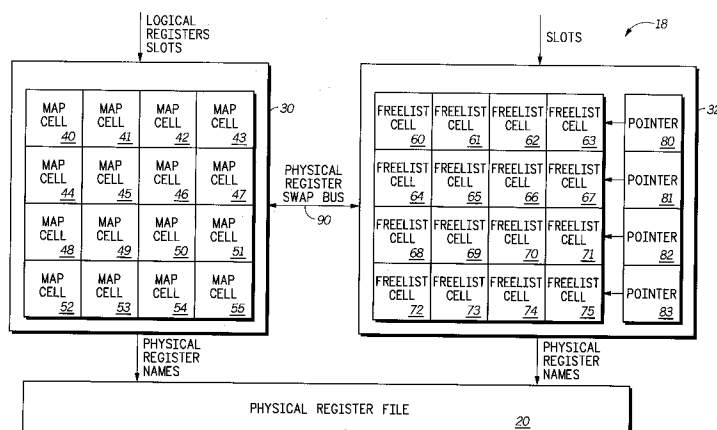 LOGICAL
REGISTERS
SLOTS
SLOTS
18
30
32
MAP CELL 40 MAP CELL 41 MAP CELL 42 MAP CELL 43
MAP CELL 44 MAP CELL 45 MAP CELL 46 MAP CELL 47
MAP CELL 48 MAP CELL 49 MAP CELL 50 MAP CELL 51
MAP CELL 52 MAP CELL 53 MAP CELL 54 MAP CELL 55
PHYSICAL
REGISTER
SWAP BUS
90
FREELIST CELL 60 FREELIST CELL 61 FREELIST CELL 62 FREELIST CELL 63 POINTER 80
FREELIST CELL 64 FREELIST CELL 65 FREELIST CELL 66 FREELIST CELL 67 POINTER 81
FREELIST CELL 68 FREELIST CELL 69 FREELIST CELL 70 FREELIST CELL 71 POINTER 82
FREELIST CELL 72 FREELIST CELL 73 FREELIST CELL 74 FREELIST CELL 75 POINTER 83
PHYSICAL
REGISTER
NAMES
PHYSICAL
REGISTER
NAMES
PHYSICAL REGISTER FILE
20